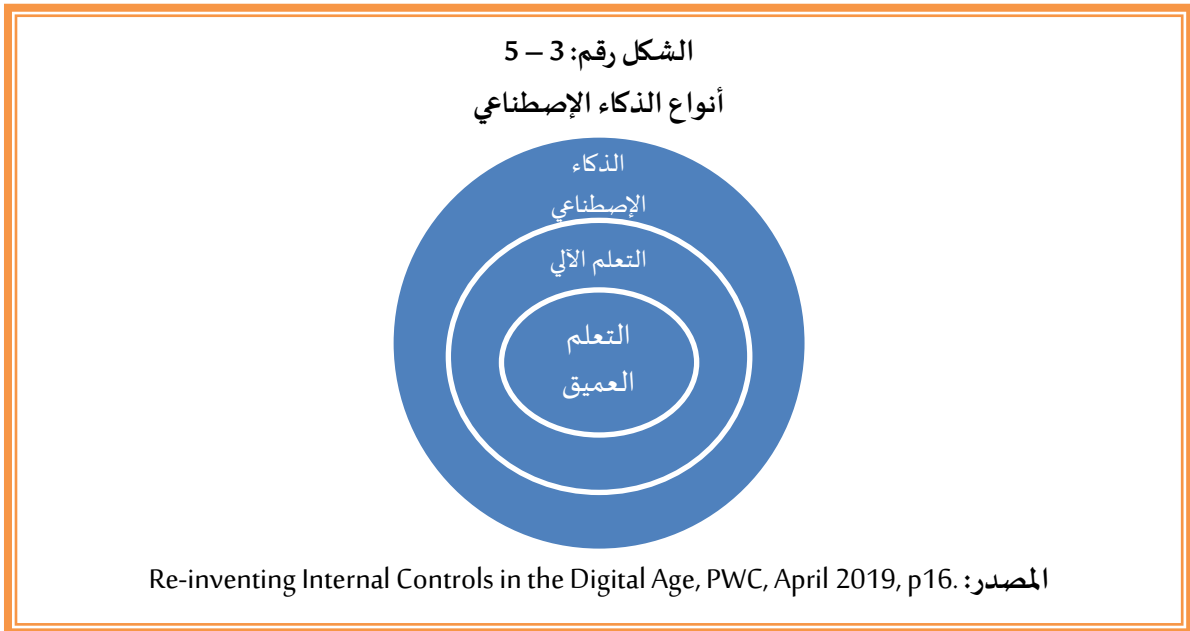 الشكل رقم: 3 – 5
أنواع الذكاء الإصطناعي
الذكاء
الإصطناعي
التعلم الآلي
التعلم
العميق
المصدر: Re-inventing Internal Controls in the Digital Age, PWC, April 2019, p16.